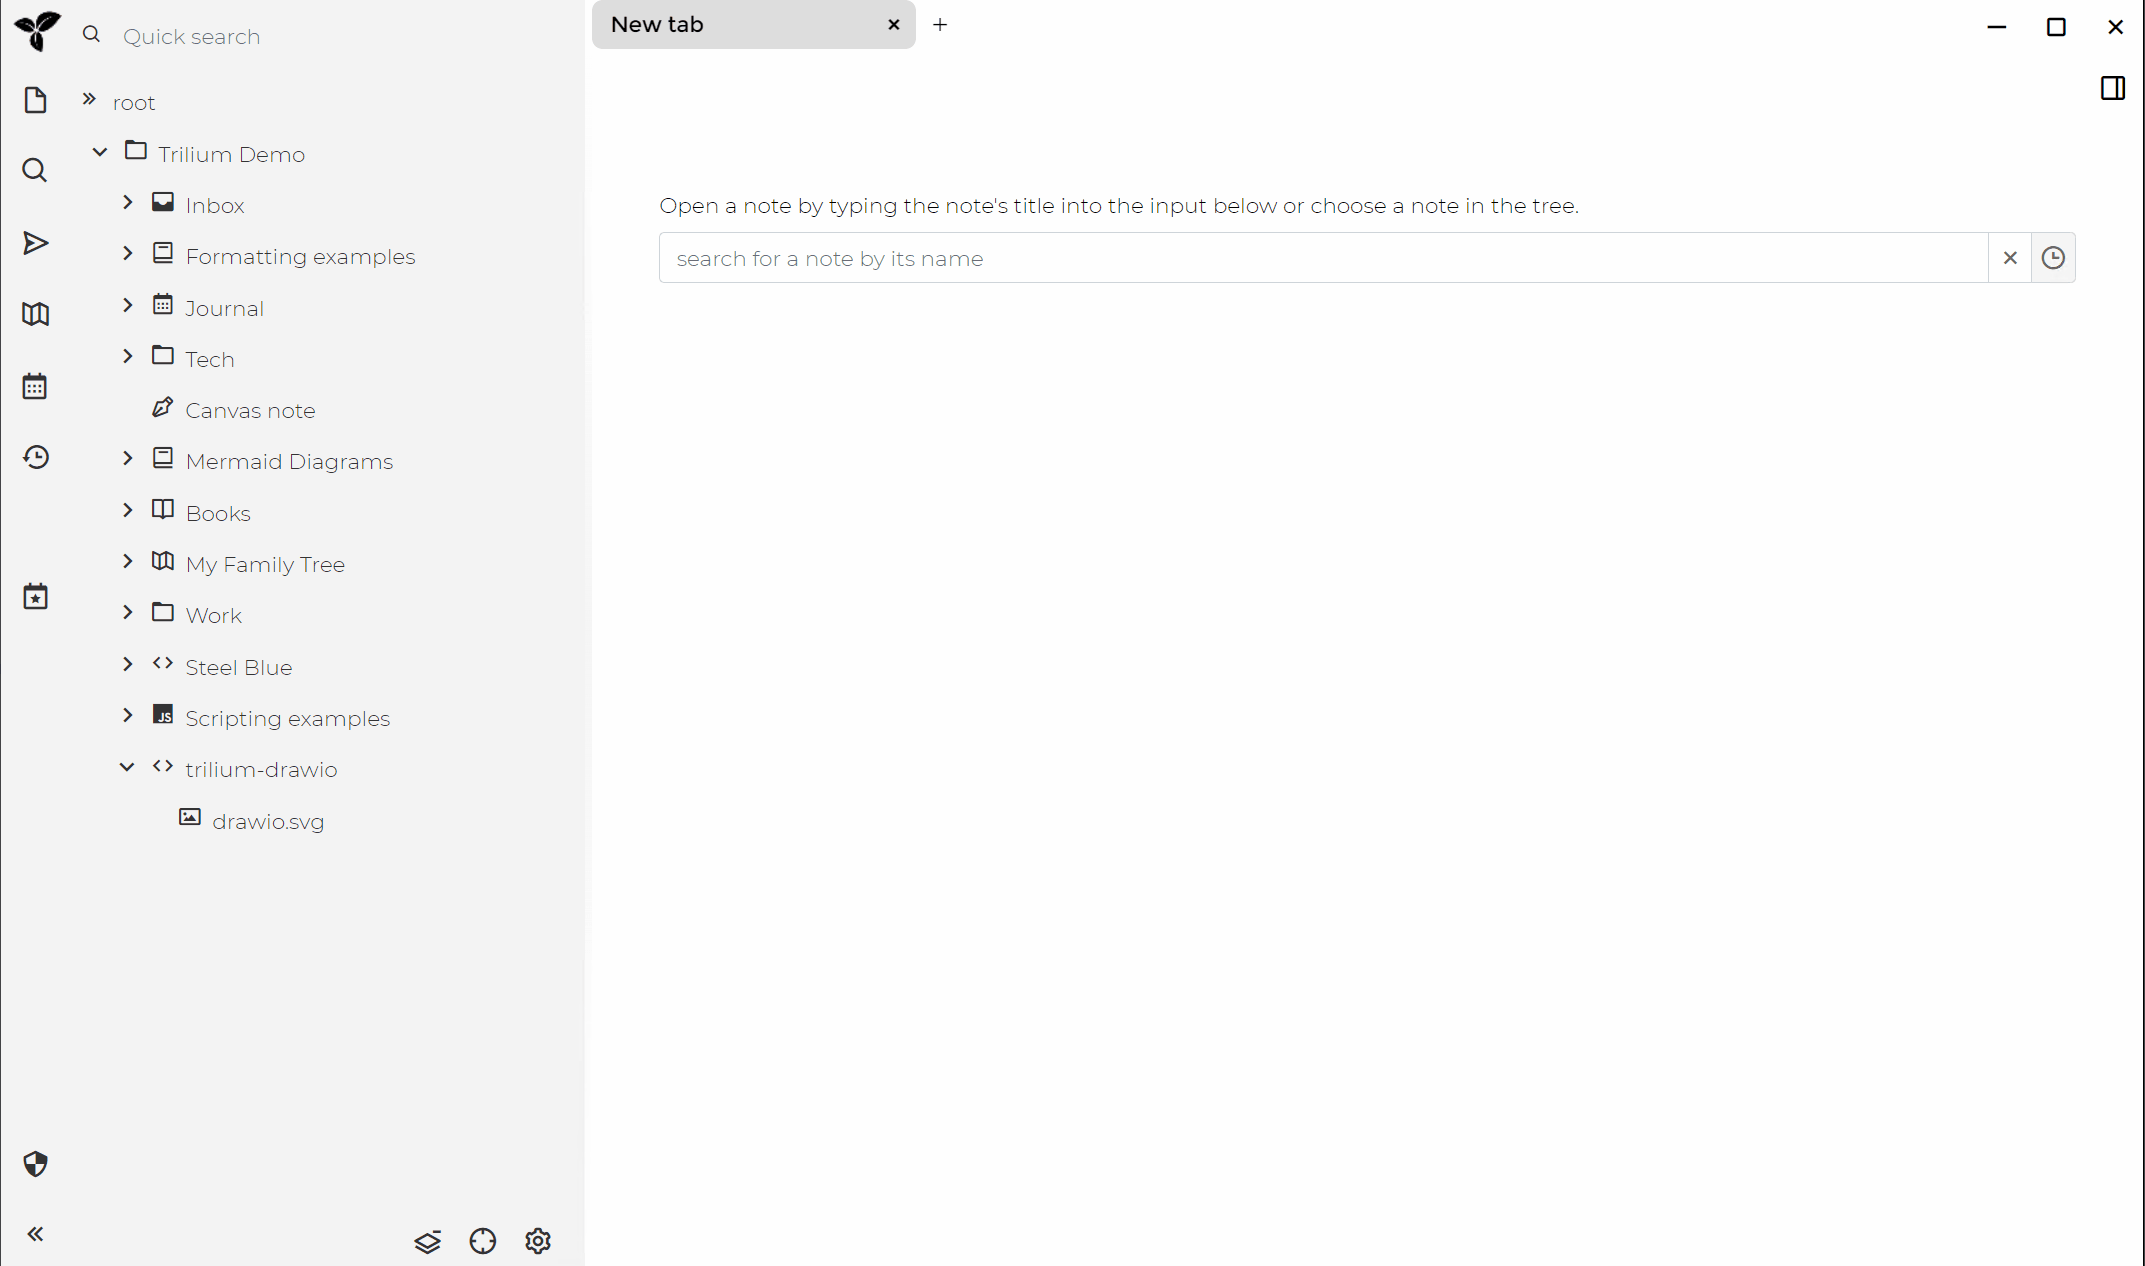 Quick search
New tab
root
Trilium Demo
Inbox
Formatting examples
Journal
Tech
Canvas note
Mermaid Diagrams
Books
My Family Tree
Work
Steel Blue
JS
Scripting examples
trilium-drawio
drawio.svg
Open a note by typing the note's title into the input below or choose a note in the tree.
search for a note by its name